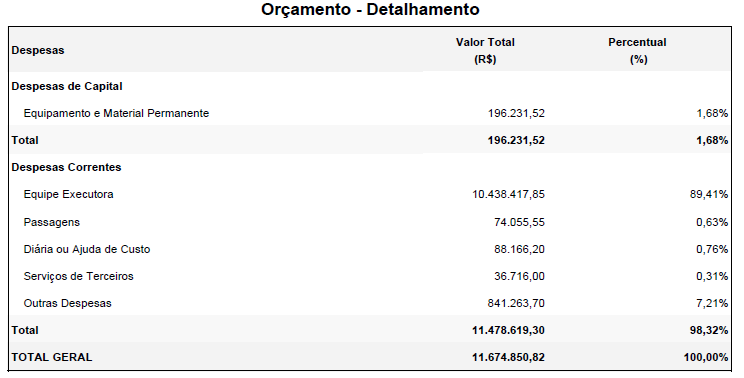 Orçamento - Detalhamento
Despesas Valor Total (R$) Percentual (%)
Despesas de Capital
Equipamento e Material Permanente 196.231,52 1,68%
Total 196.231,52 1,68%
Despesas Correntes
Equipe Executora 10.438.417,85 89,41%
Passagens 74.055,55 0,63%
Diária ou Ajuda de Custo 88.166,20 0,76%
Serviços de Terceiros 36.716,00 0,31%
Outras Despesas 841.263,70 7,21%
Total 11.478.619,30 98,32%
TOTAL GERAL 11.674.850,82 100,00%